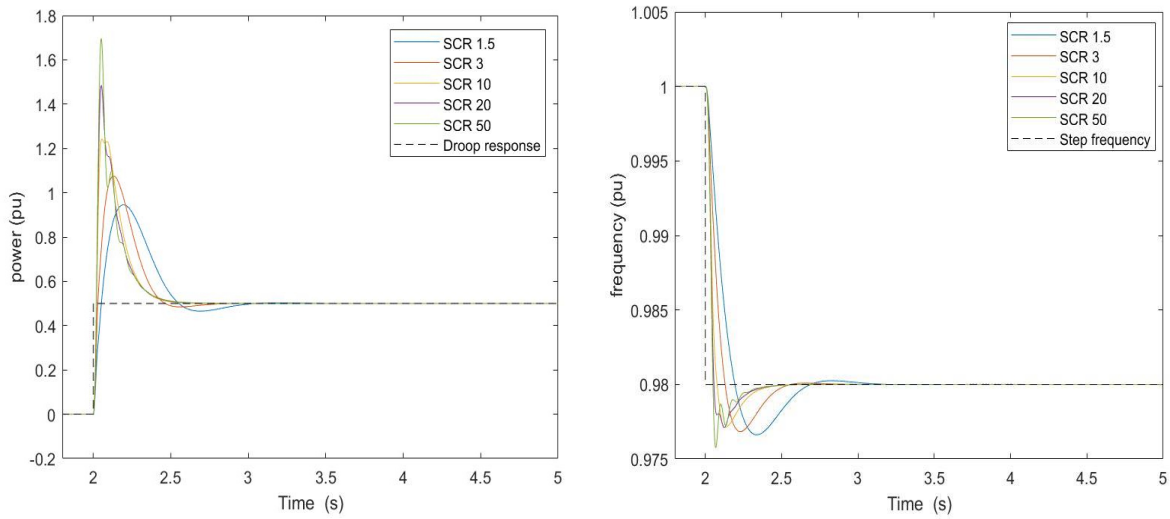 1.8
1.6
1.4
1.2
1
0.8
0.6
0.4
0.2
0
-0.2
power (pu)
2 2.5 3 3.5 4 4.5 5
Time (s)
SCR 1.5
SCR 3
SCR 10
SCR 20
SCR 50
Droop response
1.005
1
0.995
0.99
0.985
0.98
0.975
frequency (pu)
2 2.5 3 3.5 4 4.5 5
Time (s)
SCR 1.5
SCR 3
SCR 10
SCR 20
SCR 50
Step frequency